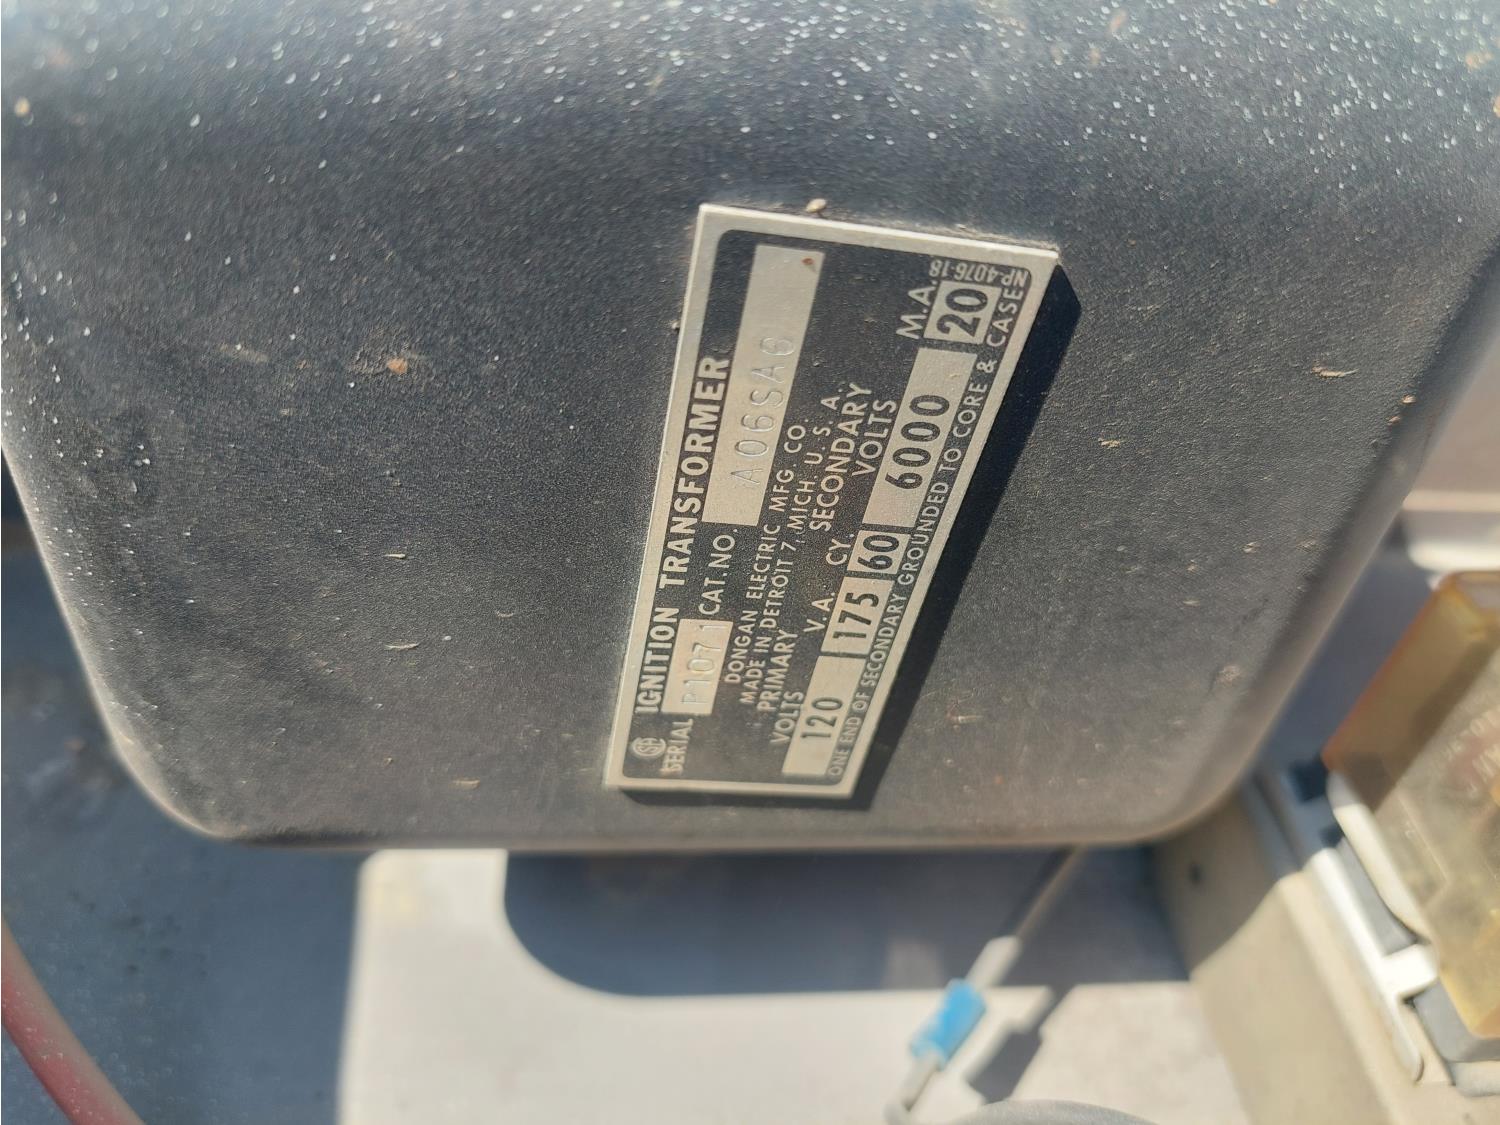 IGNITION TRANSFORMER
SERIAL P1071 CAT. NO. A06SA6
DONGAN ELECTRIC MFG. CO.
MADE IN DETROIT 7, MICH. U. S. A.
PRIMARY SECONDARY
VOLTS V. A. CY. VOLTS M.A.
120 175 60 6000 20
ONE END OF SECONDARY GROUNDED TO CORE & CASE
NP-4076-18